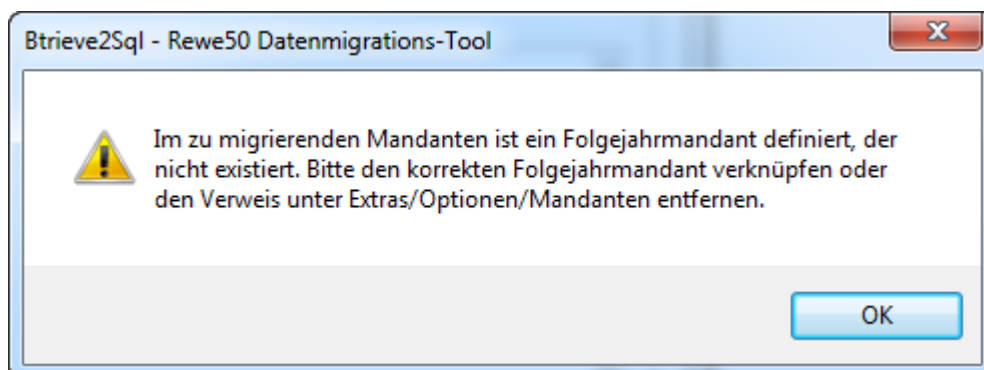 Btrieve2Sql - Rewe50 Datenmigrations-Tool
Im zu migrierenden Mandanten ist ein Folgejahrmandant definiert, der
nicht existiert. Bitte den korrekten Folgejahrmandant verknüpfen oder
den Verweis unter Extras/Optionen/Mandanten entfernen.
OK